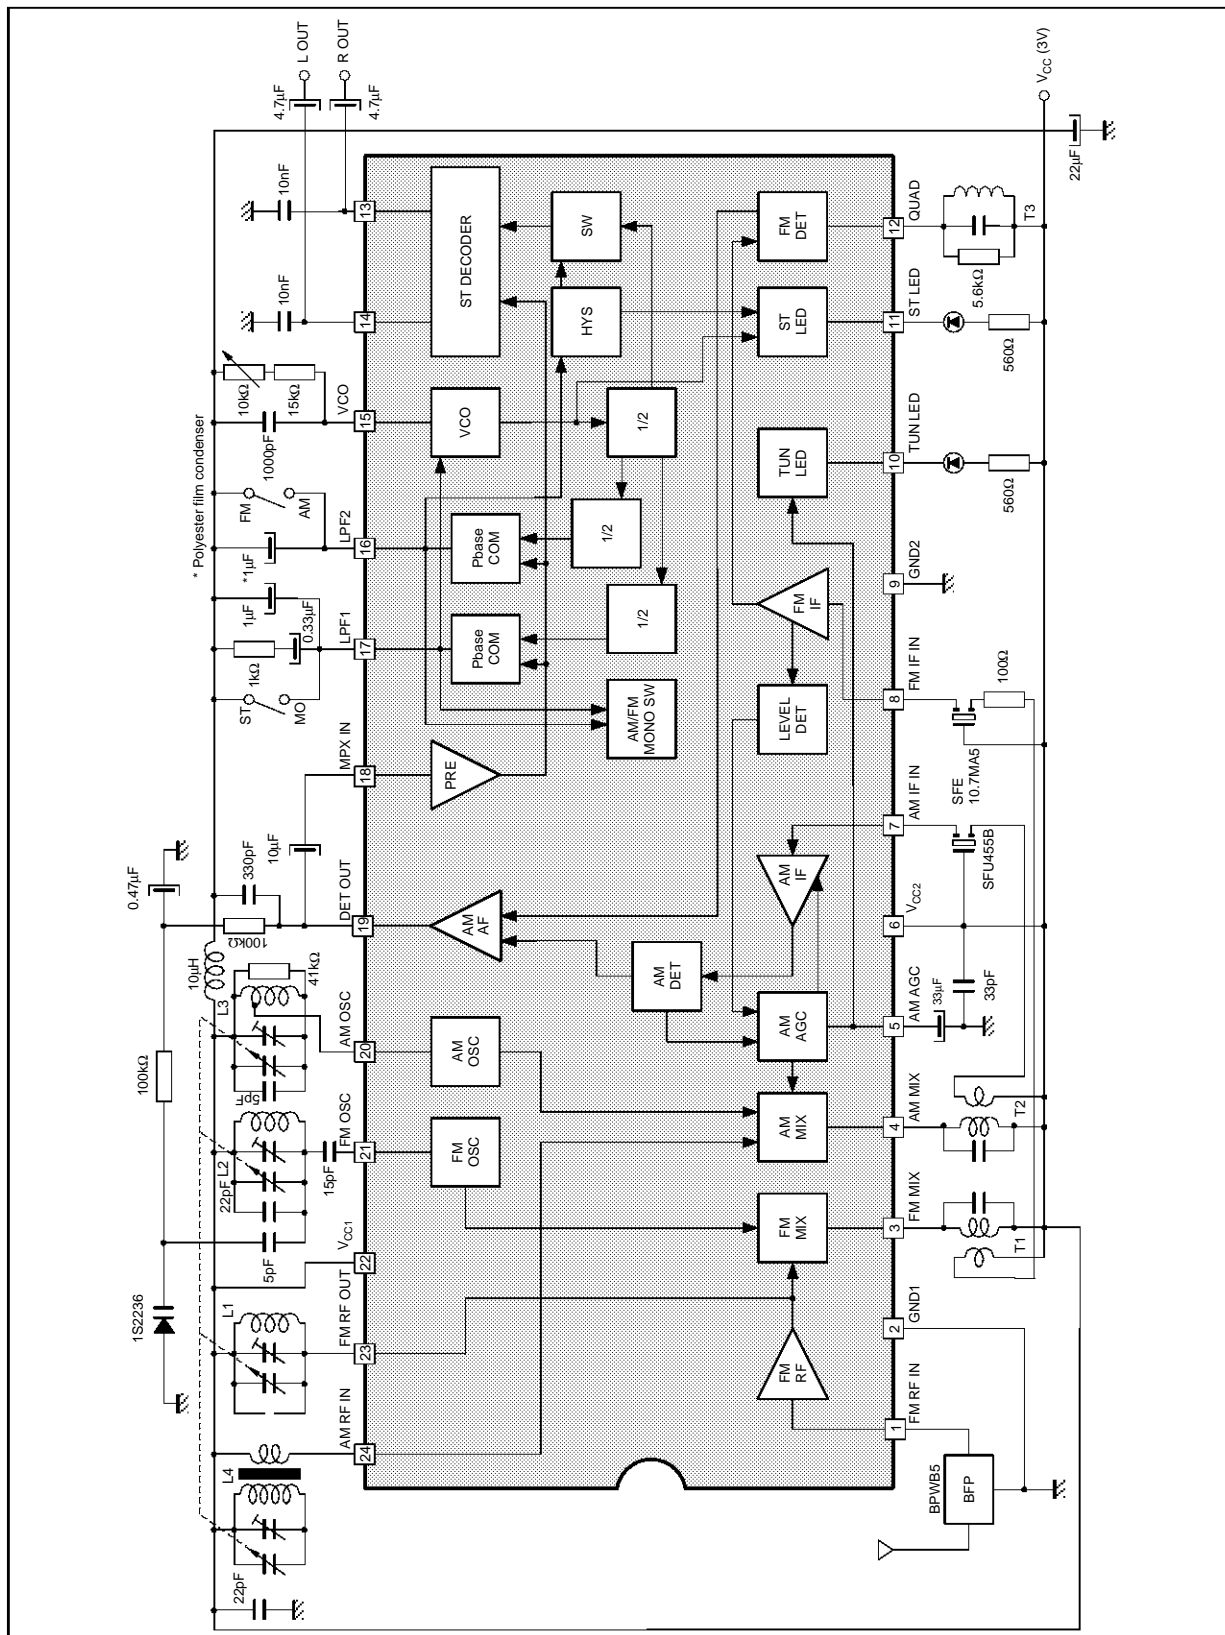 * Polyester film condenser
4.7µF
L OUT
R OUT
4.7µF
10nF
10nF
10kΩ
15kΩ
1000pF
VCO
FM
AM
*1µF
LPF2
1µF
0.33µF
1kΩ
LPF1
ST
MO
MPX IN
10µF
0.47µF
330pF
100kΩ
DET OUT
10µH
41kΩ
L3
AM OSC
5pF
100kΩ
L2
22pF
15pF
FM OSC
5pF
VCC1
1S2236
L1
FM RF OUT
AM RF IN
L4
22pF
13
14
15
16
17
18
19
20
21
22
23
24
ST DECODER
SW
HYS
VCO
1/2
1/2
1/2
Pbase COM
Pbase COM
AM/FM MONO SW
PRE
AM AF
AM DET
AM OSC
FM OSC
FM DET
ST LED
TUN LED
FM IF
LEVEL DET
AM IF
AM AGC
AM MIX
FM MIX
FM RF
12
11
10
9
8
7
6
5
4
3
2
1
QUAD
ST LED
TUN LED
GND2
FM IF IN
AM IF IN
VCC2
AM AGC
AM MIX
FM MIX
GND1
FM RF IN
VCC (3V)
22µF
T3
5.6kΩ
560Ω
560Ω
100Ω
SFE
10.7MA5
SFU455B
33µF
33pF
T2
T1
BPWB5
BFP